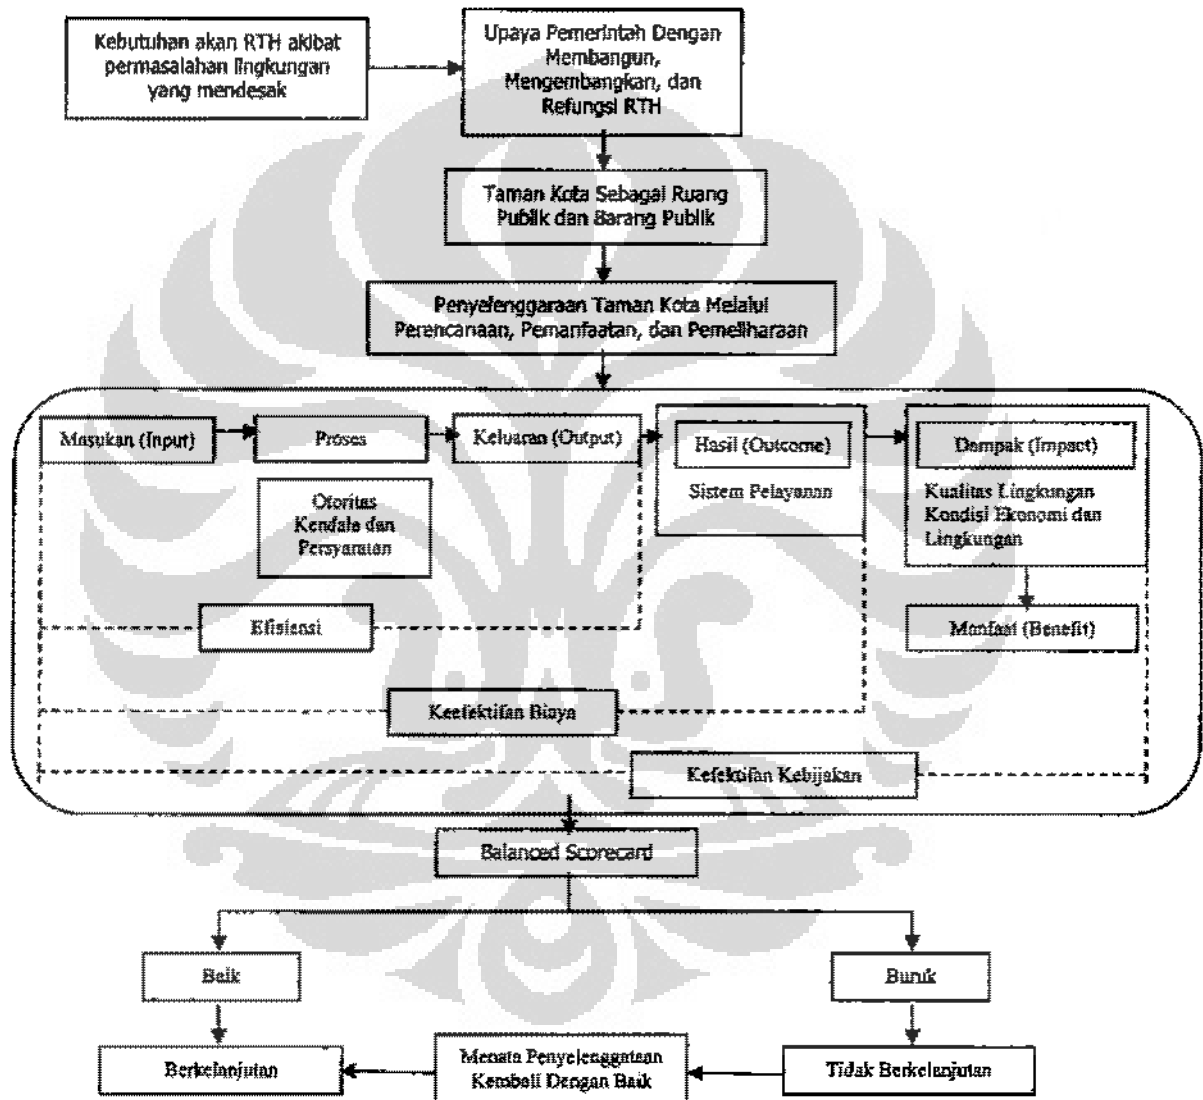 Kebutuhan akan RTH akibat
permasalahan lingkungan
yang mendesak
Upaya Pemerintah Dengan
Membangun,
Mengembangkan, dan
Refungsi RTH
Taman Kota Sebagai Ruang
Publik dan Barang Publik
Penyelenggaraan Taman Kota Melalui
Perencanaan, Pemanfaatan, dan Pemeliharaan
Masukan (Input)
Proses
Keluaran (Output)
Hasil (Outcome)
Dampak (Impact)
Otoritas
Kendala dan
Persyaratan
Sistem Pelayanan
Kualitas Lingkungan
Kondisi Ekonomi dan
Lingkungan
Efisiensi
Manfaat (Benefit)
Keefektifan Biaya
Kefektifan Kebijakan
Balanced Scorecard
Baik
Buruk
Berkelanjutan
Menata Penyelenggataan
Kembali Dengan Baik
Tidak Berkelanjutan